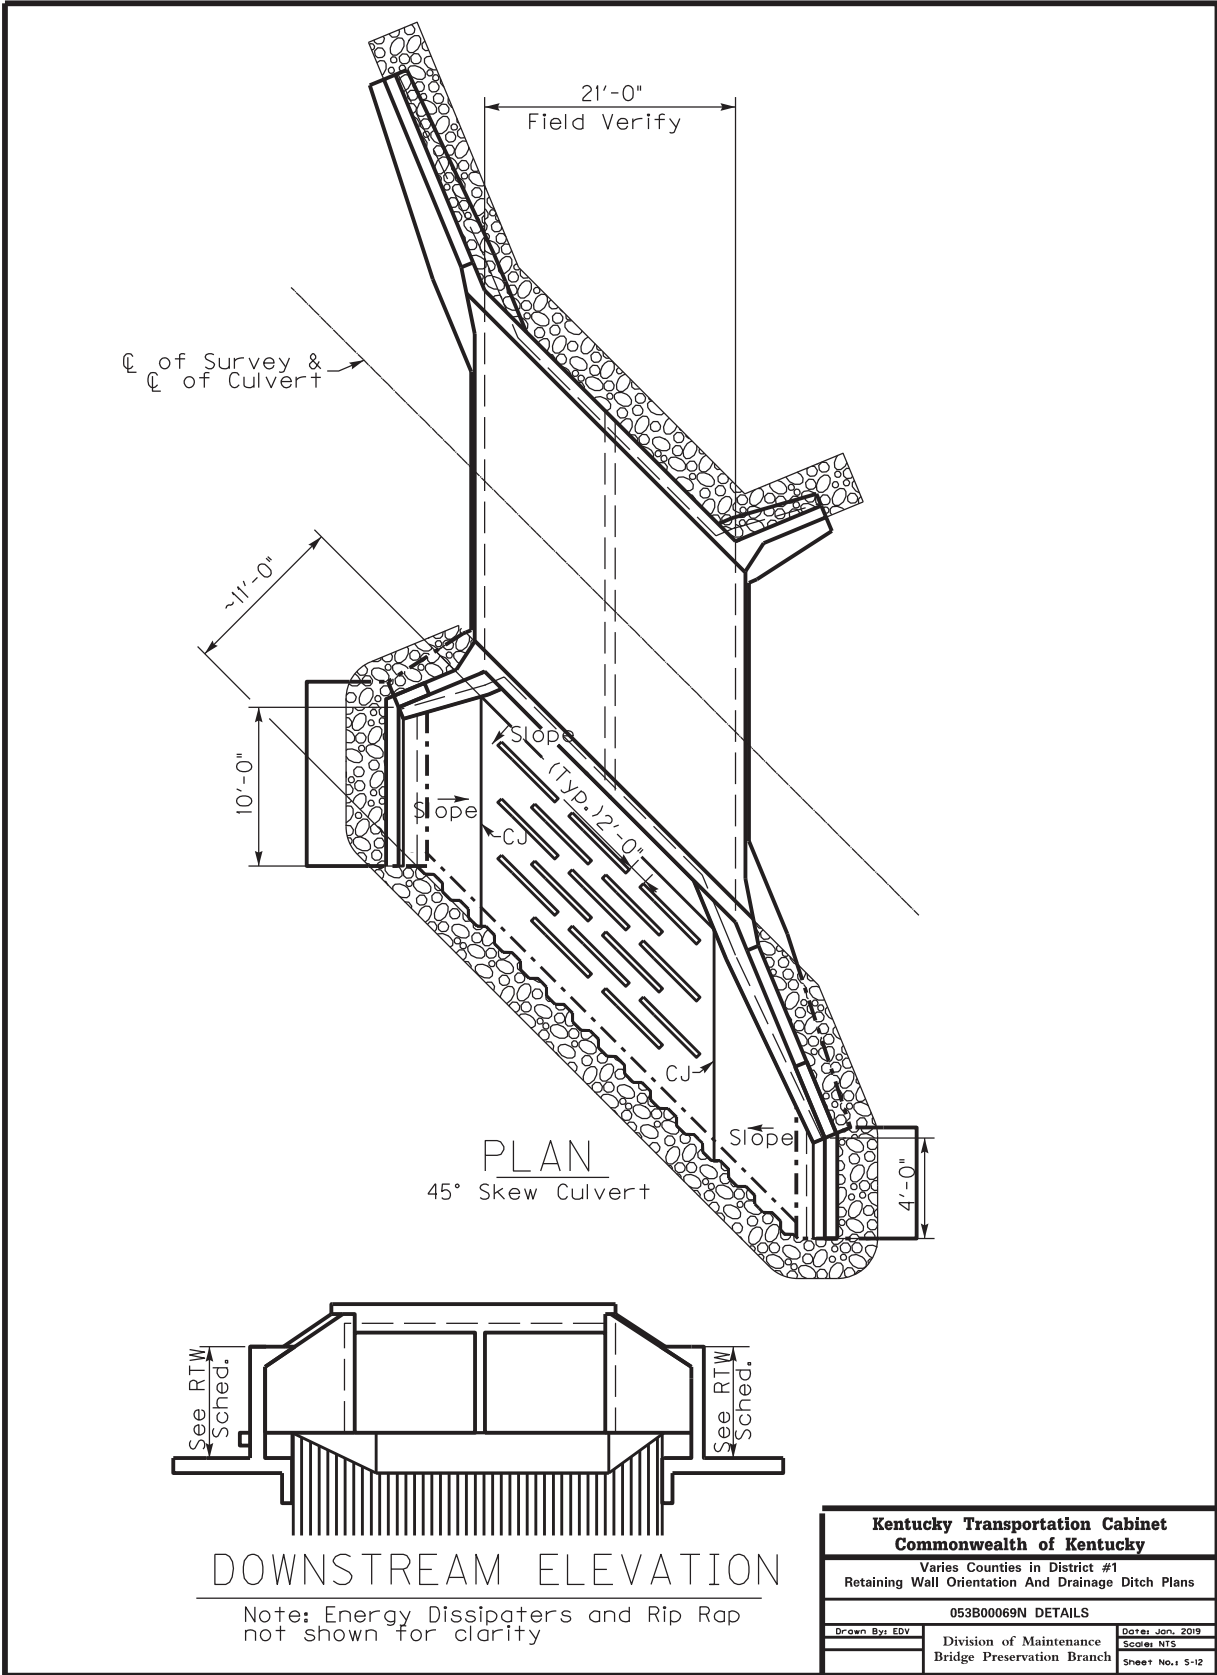 21'-0"
Field Verify
℄ of Survey &
℄ of Culvert
~11'-0"
10'-0"
Slope
(Typ.)2'-0"
Slope
CJ
CJ
Slope
4'-0"
PLAN
45° Skew Culvert
See RTW
Sched.
See RTW
Sched.
DOWNSTREAM ELEVATION
Note: Energy Dissipaters and Rip Rap
not shown for clarity
Kentucky Transportation Cabinet
Commonwealth of Kentucky
Varies Counties in District #1
Retaining Wall Orientation And Drainage Ditch Plans
053B00069N DETAILS
Drawn By: EDV
Division of Maintenance
Bridge Preservation Branch
Date: Jan. 2019
Scale: NTS
Sheet No.: S-12